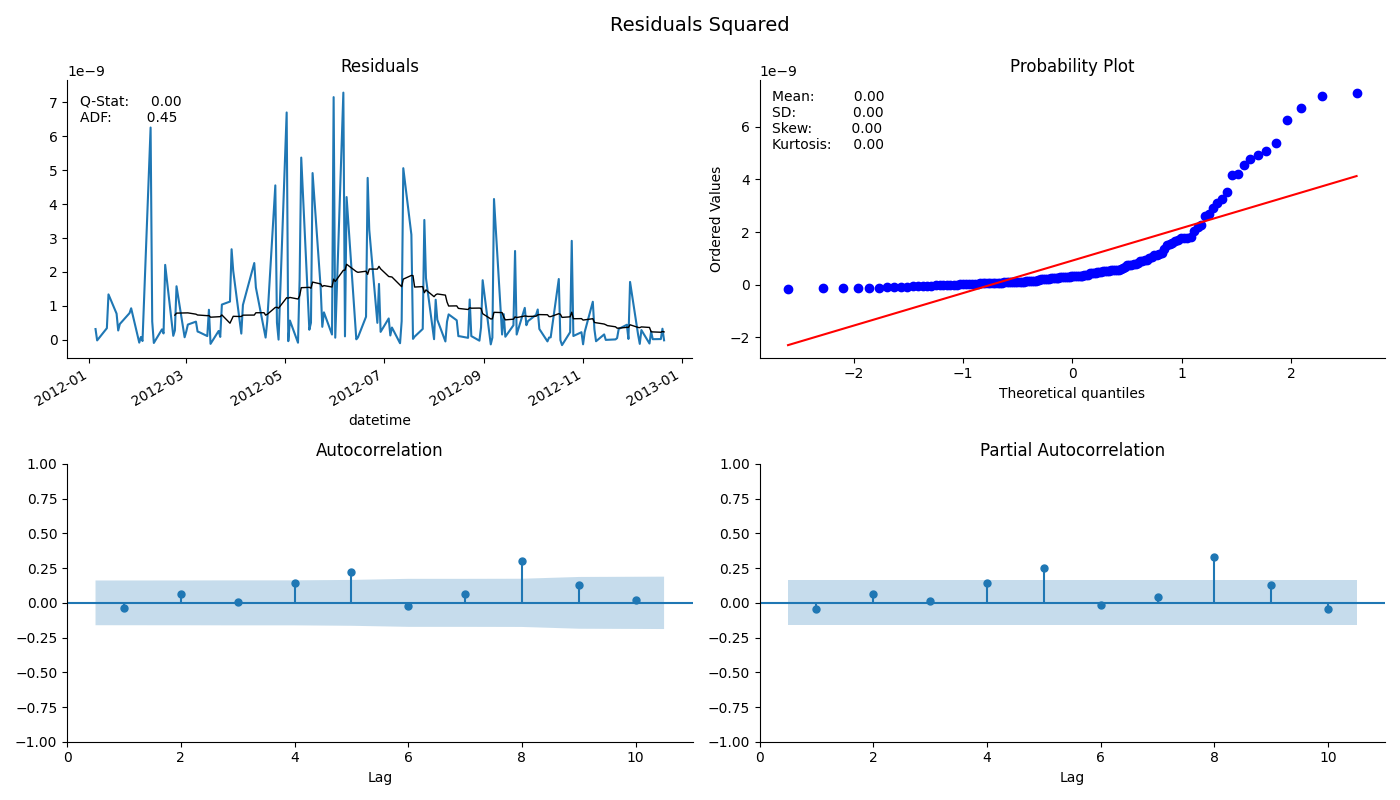 Residuals Squared
Residuals
1e−9
Q-Stat: 0.00
ADF: 0.45
7
6
5
4
3
2
1
0
2012-01
2012-03
2012-05
2012-07
2012-09
2012-11
2013-01
datetime
Probability Plot
1e−9
Mean: 0.00
SD: 0.00
Skew: 0.00
Kurtosis: 0.00
Ordered Values
6
4
2
0
−2
−2 −1 0 1 2
Theoretical quantiles
Autocorrelation
1.00
0.75
0.50
0.25
0.00
−0.25
−0.50
−0.75
−1.00
0 2 4 6 8 10
Lag
Partial Autocorrelation
1.00
0.75
0.50
0.25
0.00
−0.25
−0.50
−0.75
−1.00
0 2 4 6 8 10
Lag